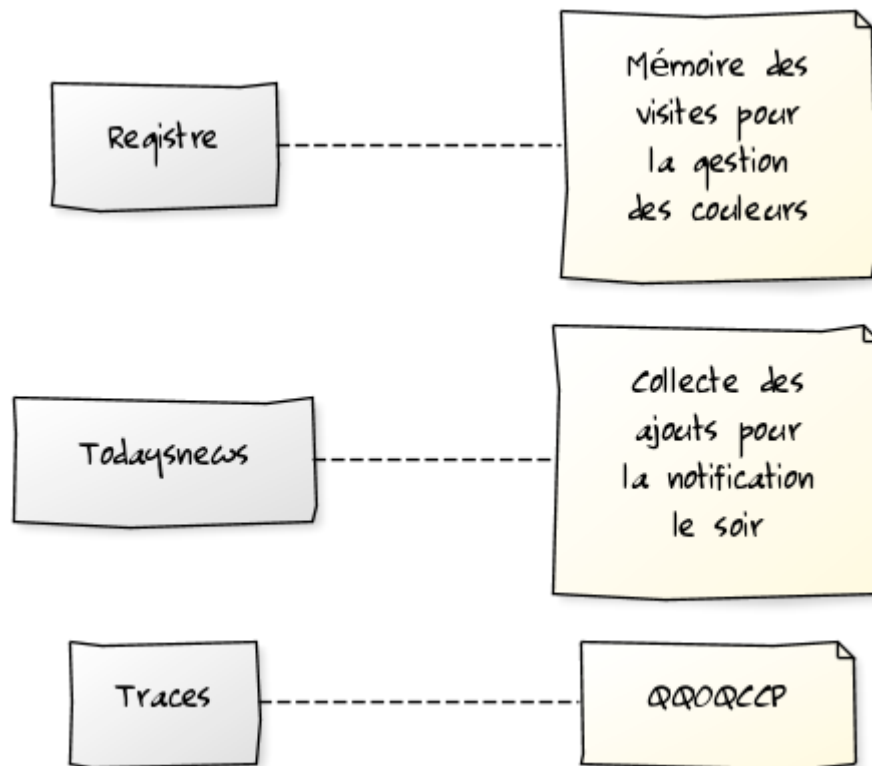 Registre
Mémoire des
visites pour
la gestion
des couleurs
Todaysnews
Collecte des
ajouts pour
la notification
le soir
Traces
QQOQCCP